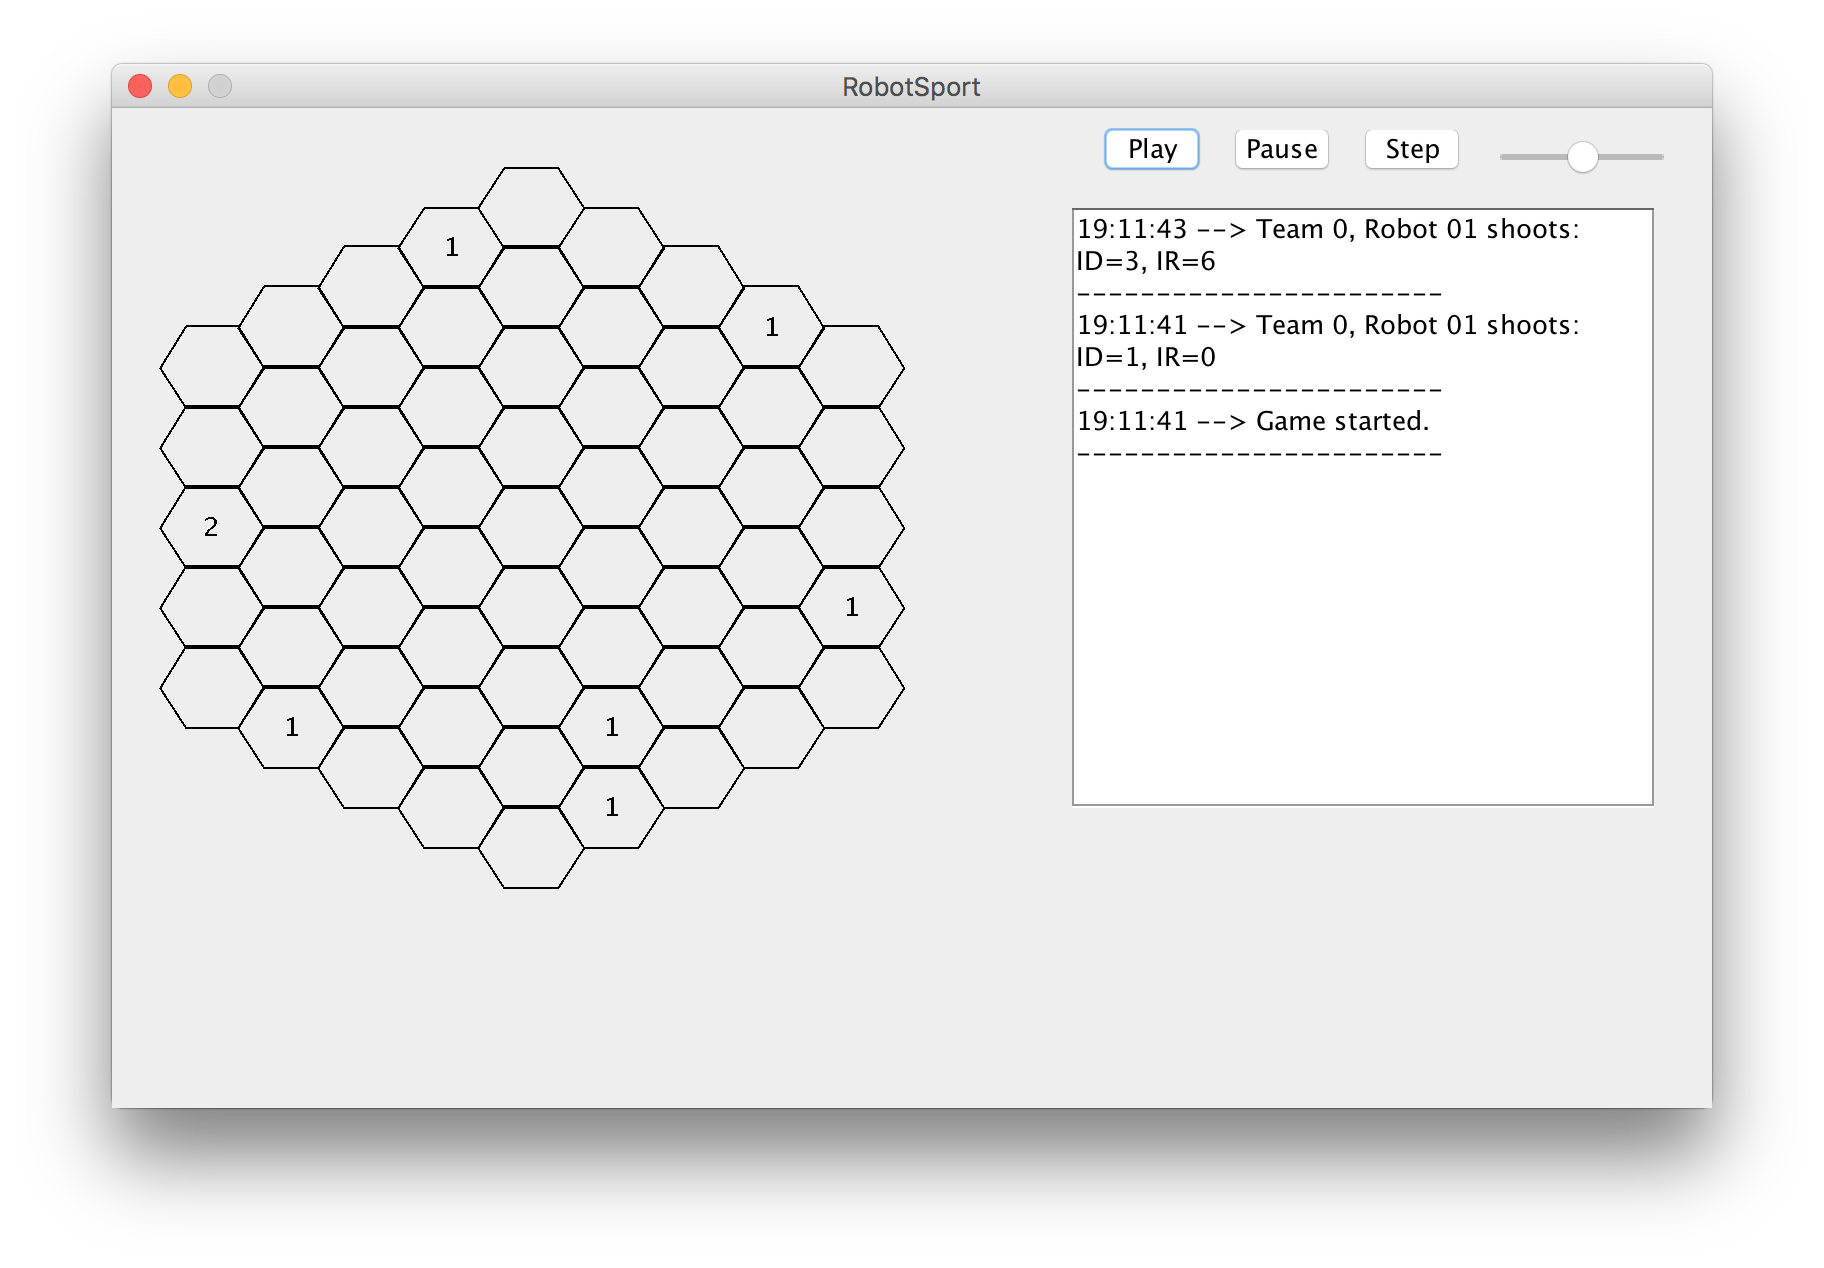 RobotSport
Play Pause Step
1
1
2
1
1 1
1
19:11:43 --> Team 0, Robot 01 shoots:
ID=3, IR=6
-----------------------
19:11:41 --> Team 0, Robot 01 shoots:
ID=1, IR=0
-----------------------
19:11:41 --> Game started.
-----------------------